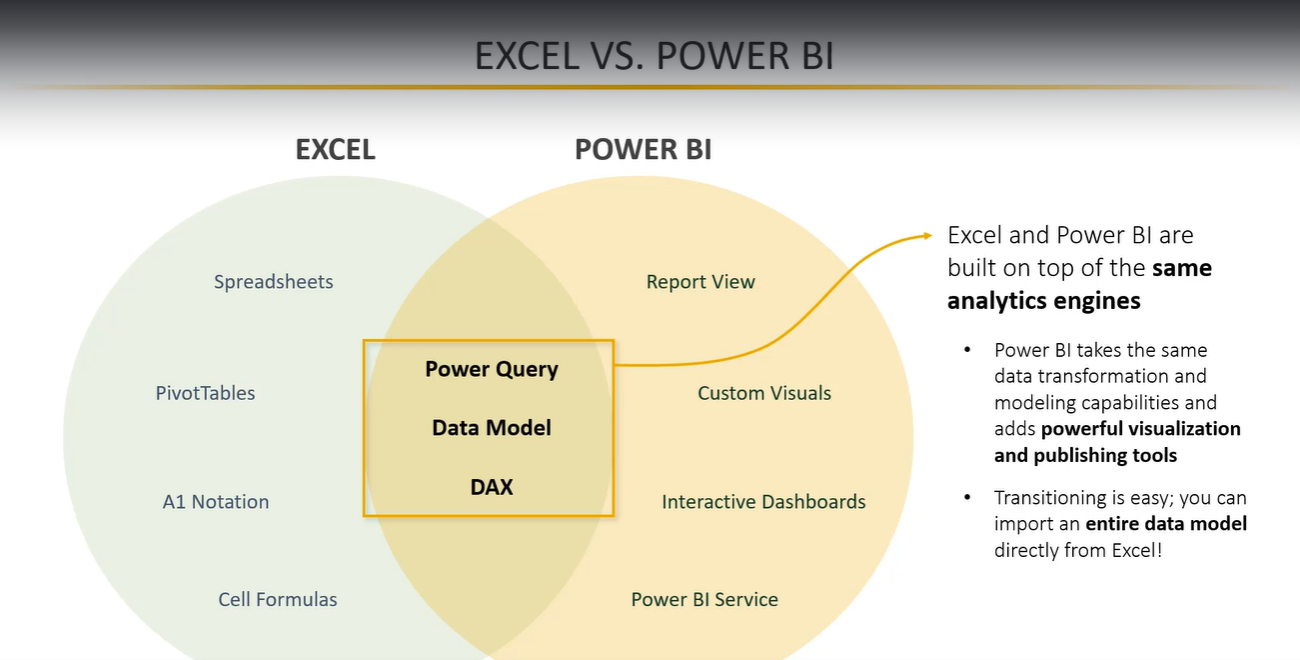 EXCEL VS. POWER BI
EXCEL
POWER BI
Spreadsheets
PivotTables
A1 Notation
Cell Formulas
Power Query
Data Model
DAX
Report View
Custom Visuals
Interactive Dashboards
Power BI Service
Excel and Power BI are
built on top of the same
analytics engines
• Power BI takes the same
data transformation and
modeling capabilities and
adds powerful visualization
and publishing tools
• Transitioning is easy; you can
import an entire data model
directly from Excel!